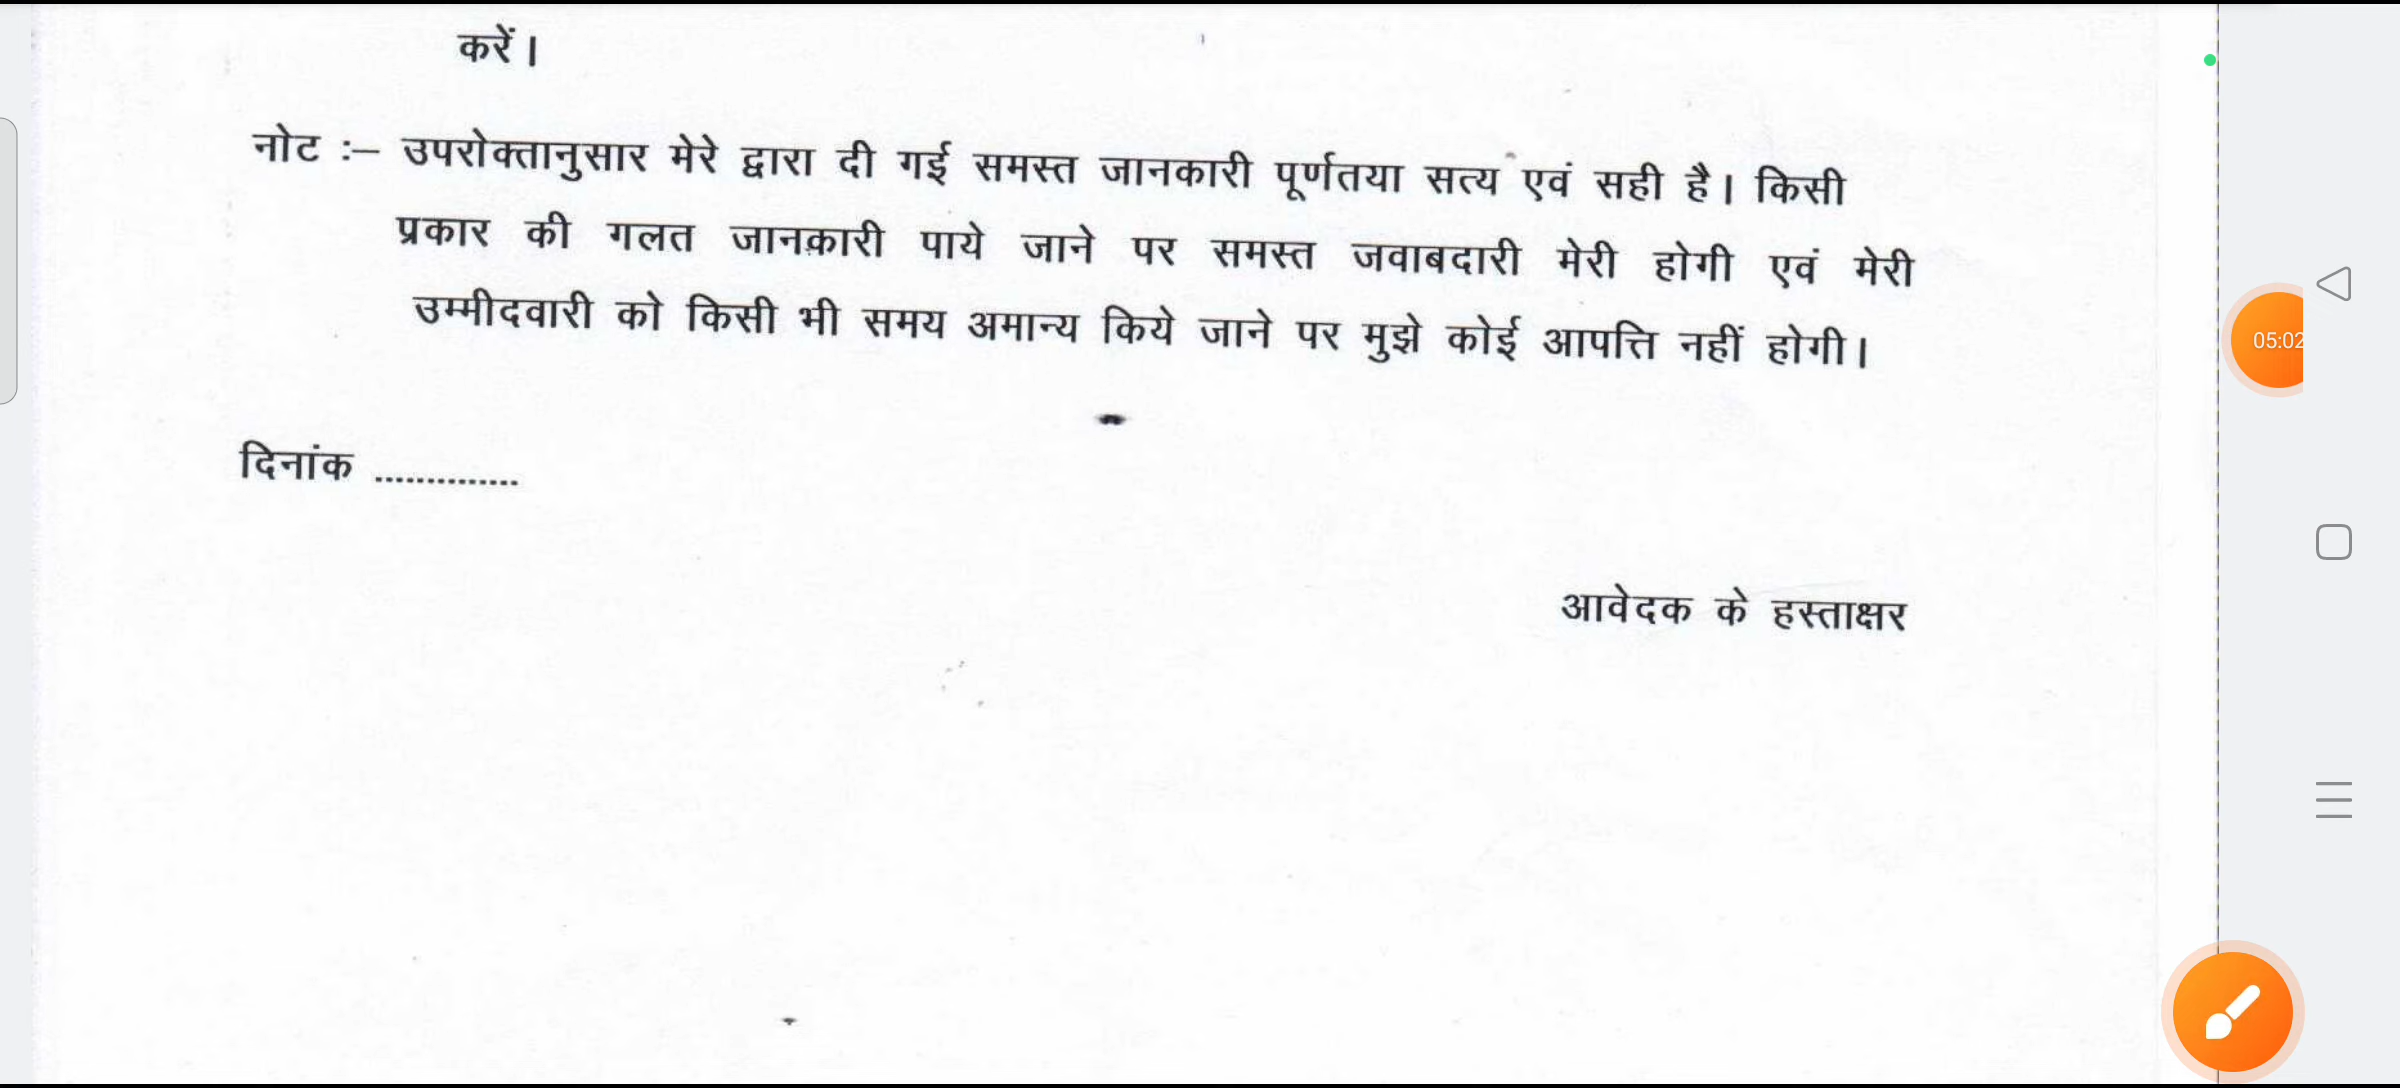 करें।
नोट :– उपरोक्तानुसार मेरे द्वारा दी गई समस्त जानकारी पूर्णतया सत्य एवं सही है। किसी
प्रकार की गलत जानकारी पाये जाने पर समस्त जवाबदारी मेरी होगी एवं मेरी
उम्मीदवारी को किसी भी समय अमान्य किये जाने पर मुझे कोई आपत्ति नहीं होगी।
05:02
दिनांक ..............
आवेदक के हस्ताक्षर